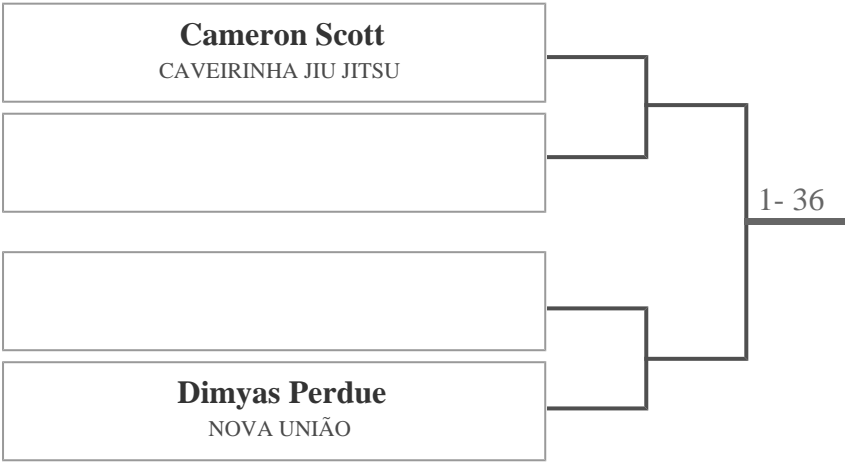 Cameron Scott
CAVEIRINHA JIU JITSU
1- 36
Dimyas Perdue
NOVA UNIÃO